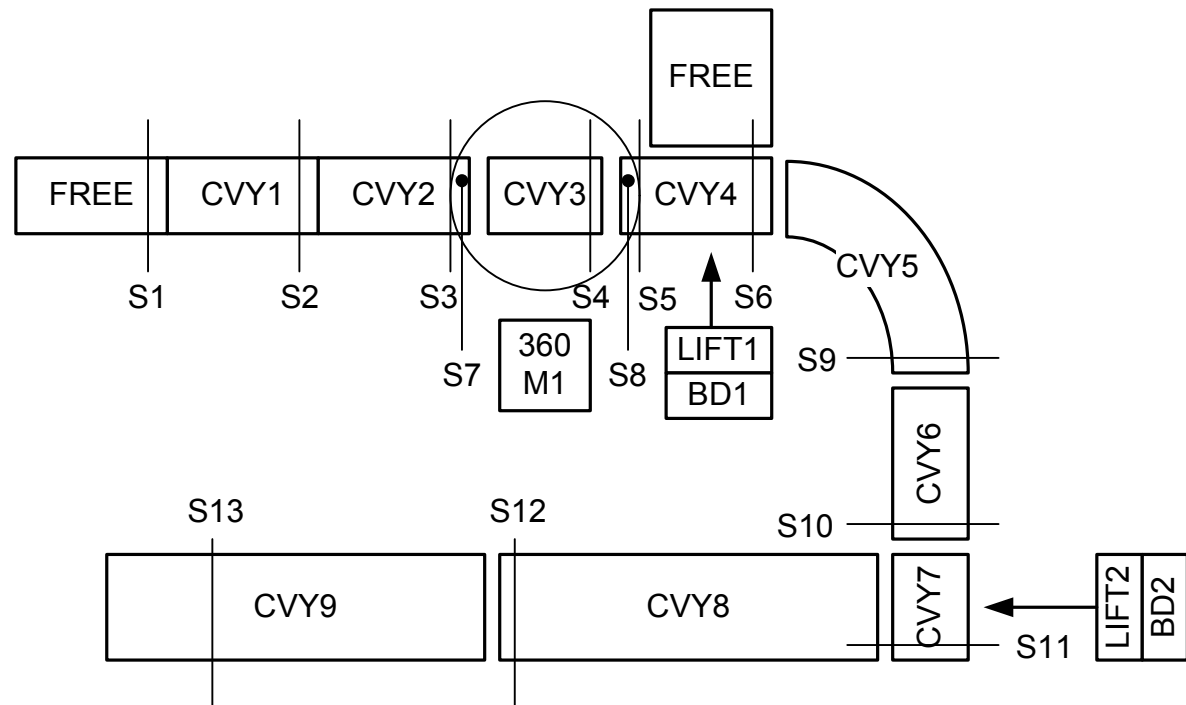 FREE
FREE
CVY1
CVY2
CVY3
CVY4
S1
S2
S3
S4
S5
S6
CVY5
S7
360
M1
S8
LIFT1
BD1
S9
CVY6
S13
S12
S10
CVY9
CVY8
CVY7
S11
LIFT2
BD2